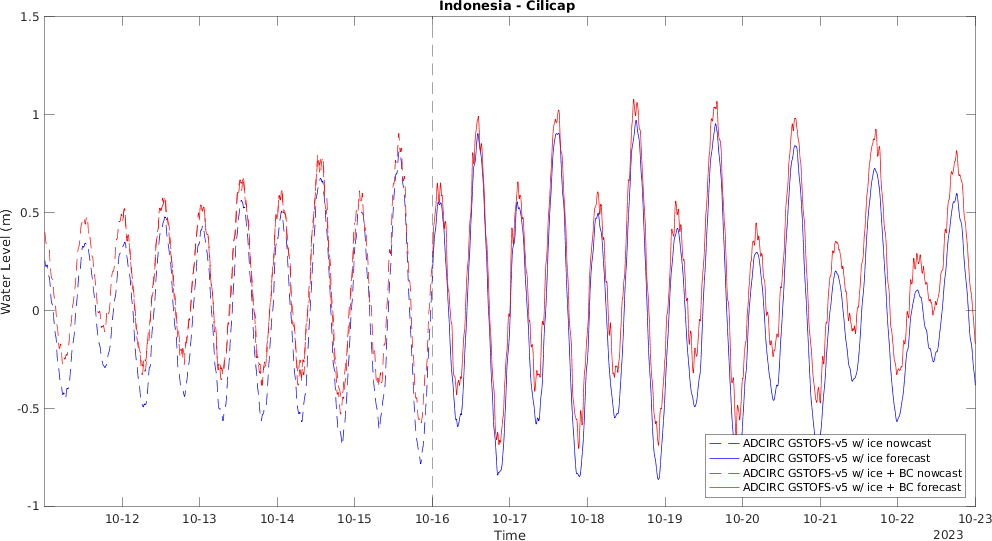 Indonesia - Cilicap
1.5
1
0.5
0
-0.5
-1
Water Level (m)
10-12 10-13 10-14 10-15 10-16 10-17 10-18 10-19 10-20 10-21 10-22 10-23
Time
2023
ADCIRC GSTOFS-v5 w/ ice nowcast
ADCIRC GSTOFS-v5 w/ ice forecast
ADCIRC GSTOFS-v5 w/ ice + BC nowcast
ADCIRC GSTOFS-v5 w/ ice + BC forecast